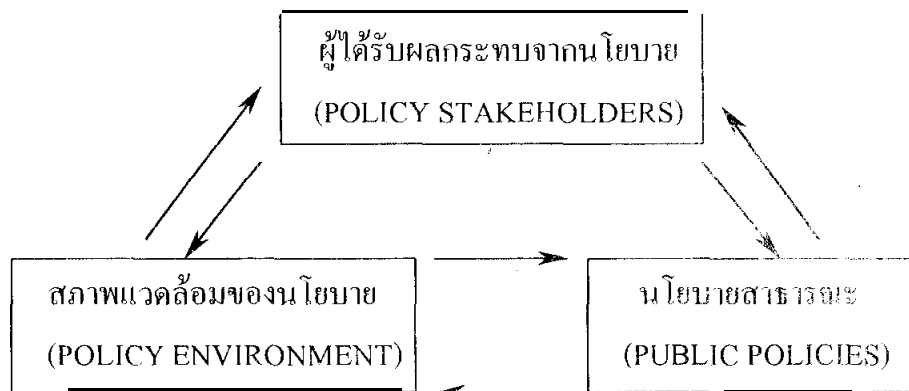 ผู้ได้รับผลกระทบจากนโยบาย
(POLICY STAKEHOLDERS)
สภาพแวดล้อมของนโยบาย
(POLICY ENVIRONMENT)
นโยบายสาธารณะ
(PUBLIC POLICIES)